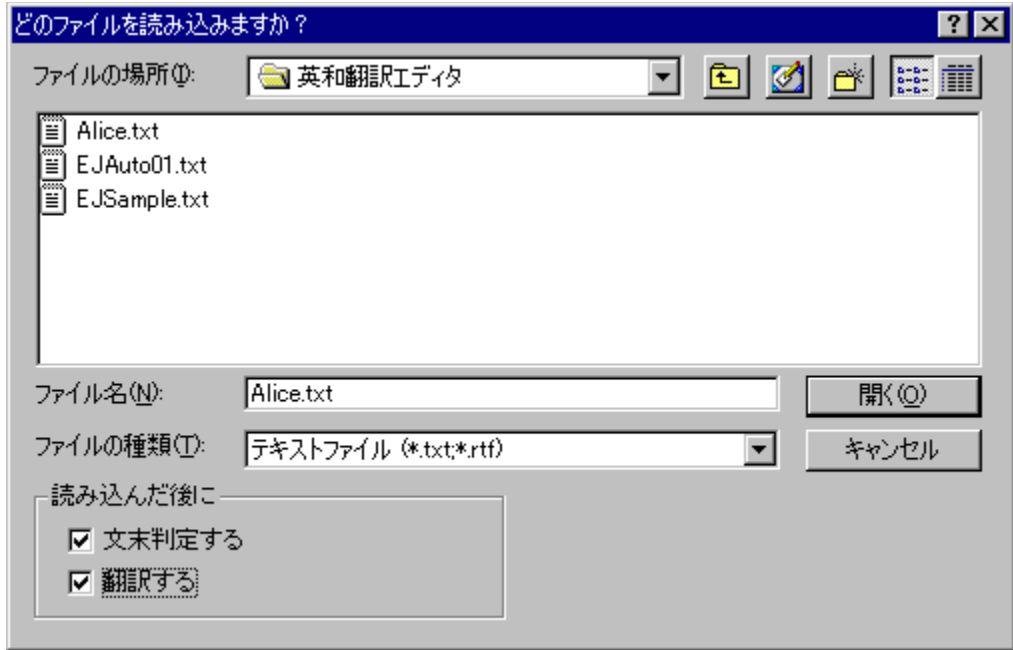 どのファイルを読み込みますか？
ファイルの場所(I):
英和翻訳エディタ
Alice.txt
EJAuto01.txt
EJSample.txt
ファイル名(N):
Alice.txt
開く(O)
ファイルの種類(T):
テキストファイル (*.txt;*.rtf)
キャンセル
読み込んだ後に
文末判定する
翻訳する